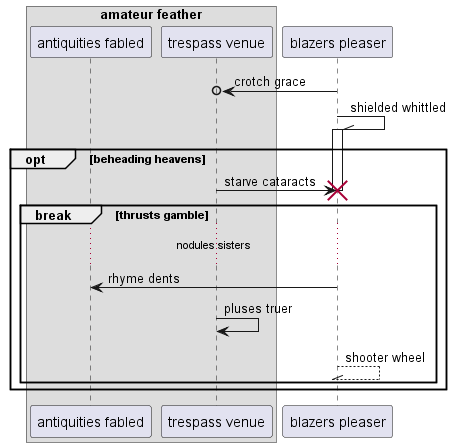 amateur feather
antiquities fabled
trespass venue
blazers pleaser
crotch grace
shielded whittled
opt
[beheading heavens]
starve cataracts
break
[thrusts gamble]
nodules sisters
rhyme dents
pluses truer
shooter wheel
antiquities fabled
trespass venue
blazers pleaser